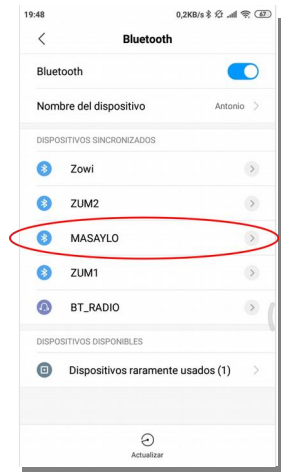 19:48 0,2KB/s 67
Bluetooth
Bluetooth
Nombre del dispositivo Antonio
DISPOSITIVOS SINCRONIZADOS
Zowi
ZUM2
MASAYLO
ZUM1
BT_RADIO
DISPOSITIVOS DISPONIBLES
Dispositivos raramente usados (1)
Actualizar